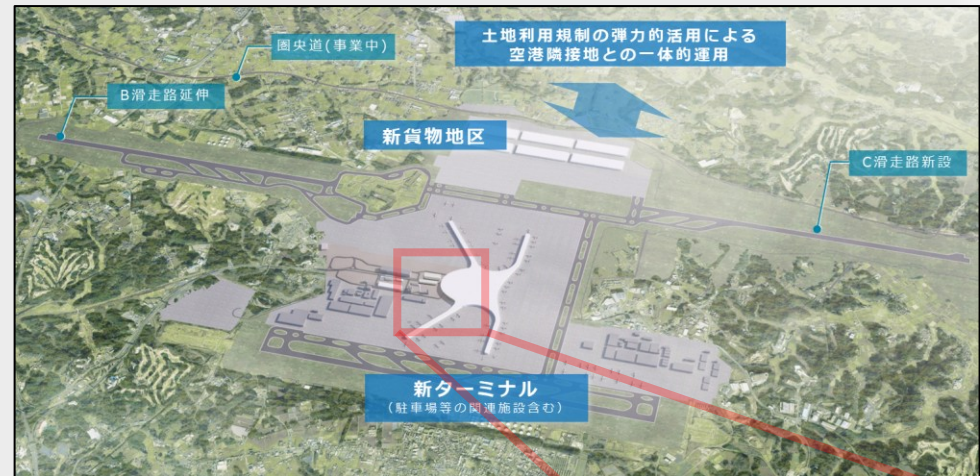 土地利用規制の弾力的活用による
空港隣接地との一体的運用
圏央道(事業中)
B滑走路延伸
新貨物地区
C滑走路新設
新ターミナル
(駐車場等の関連施設含む)